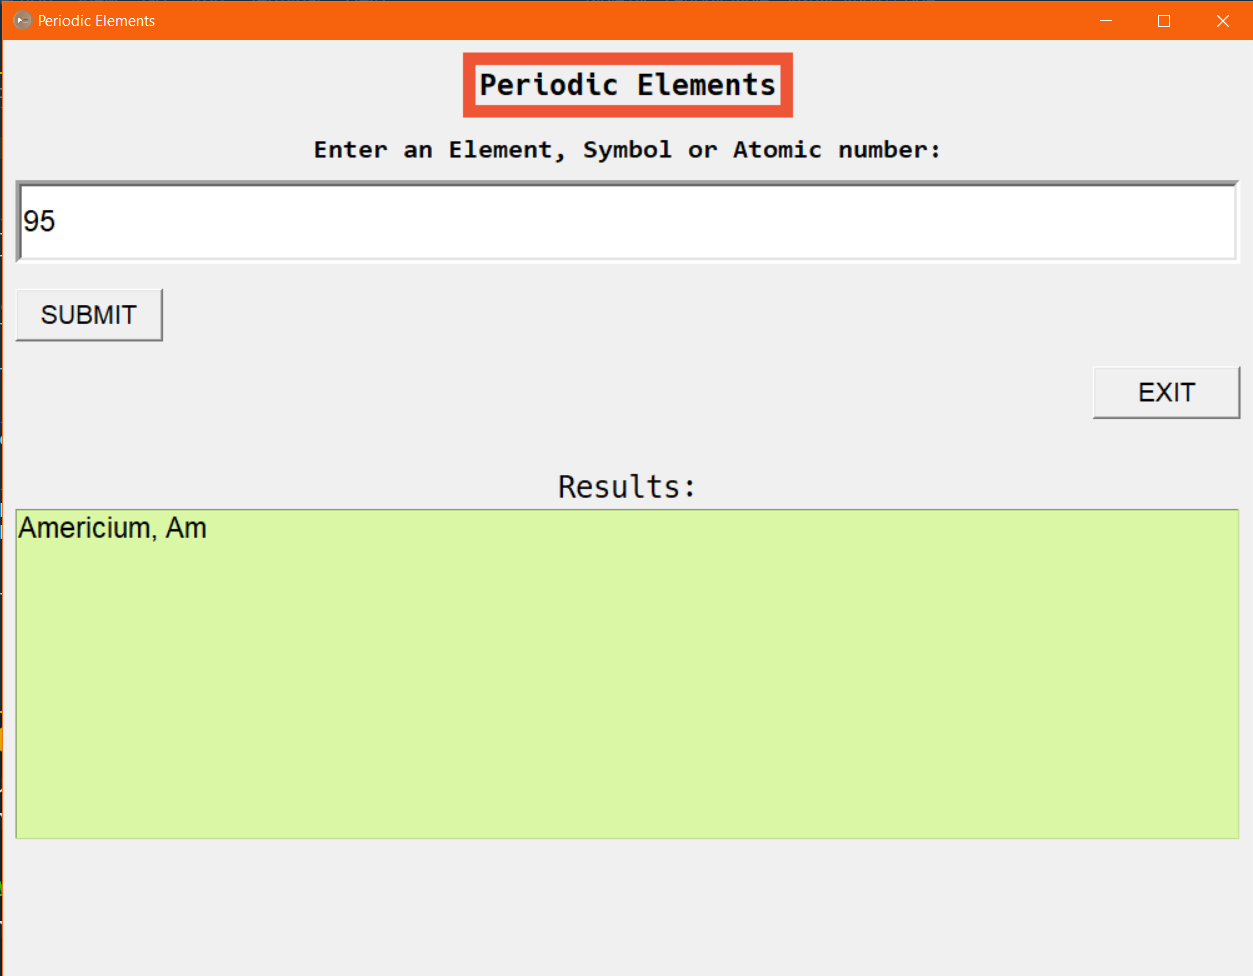 Periodic Elements
Periodic Elements
Enter an Element, Symbol or Atomic number:
95
SUBMIT
EXIT
Results:
Americium, Am